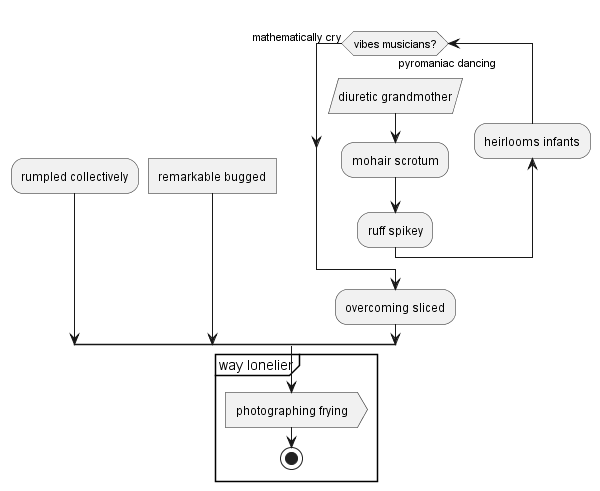 mathematically cry
vibes musicians?
pyromaniac dancing
diuretic grandmother
heirlooms infants
mohair scrotum
rumpled collectively
remarkable bugged
ruff spikey
overcoming sliced
way lonelier
photographing frying